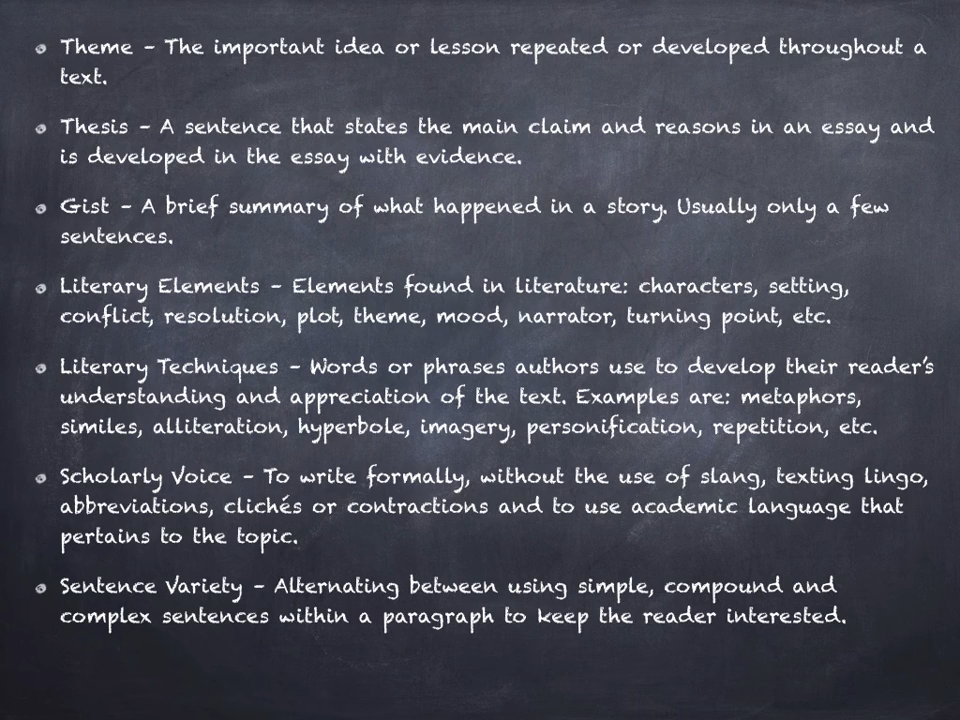 Theme - The important idea or lesson repeated or developed throughout a
text.
Thesis - A sentence that states the main claim and reasons in an essay and
is developed in the essay with evidence.
Gist - A brief summary of what happened in a story. Usually only a few
sentences.
Literary Elements - Elements found in literature: characters, setting,
conflict, resolution, plot, theme, mood, narrator, turning point, etc.
Literary Techniques - Words or phrases authors use to develop their reader's
understanding and appreciation of the text. Examples are: metaphors,
similes, alliteration, hyperbole, imagery, personification, repetition, etc.
Scholarly Voice - To write formally, without the use of slang, texting lingo,
abbreviations, clichés or contractions and to use academic language that
pertains to the topic.
Sentence Variety - Alternating between using simple, compound and
complex sentences within a paragraph to keep the reader interested.